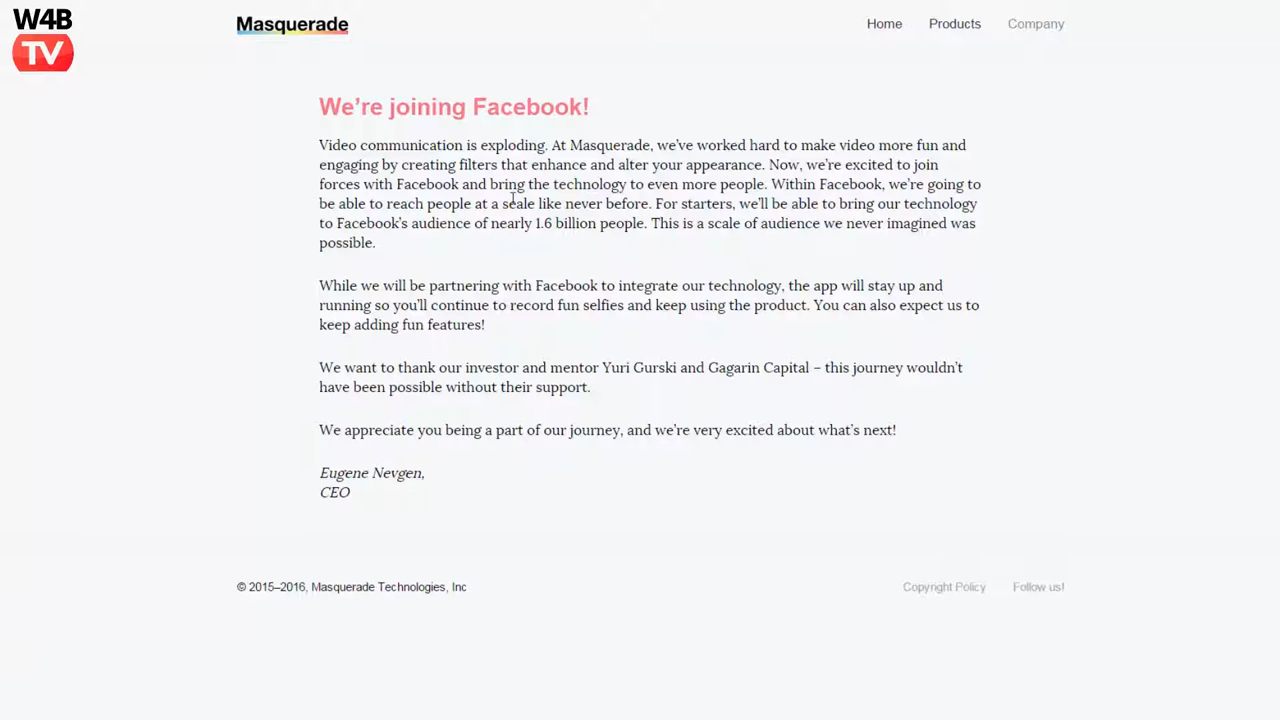 W4B
TV
Masquerade
Home Products Company
We’re joining Facebook!
Video communication is exploding. At Masquerade, we’ve worked hard to make video more fun and
engaging by creating filters that enhance and alter your appearance. Now, we’re excited to join
forces with Facebook and bring the technology to even more people. Within Facebook, we’re going to
be able to reach people at a scale like never before. For starters, we’ll be able to bring our technology
to Facebook’s audience of nearly 1.6 billion people. This is a scale of audience we never imagined was
possible.
While we will be partnering with Facebook to integrate our technology, the app will stay up and
running so you’ll continue to record fun selfies and keep using the product. You can also expect us to
keep adding fun features!
We want to thank our investor and mentor Yuri Gurski and Gagarin Capital – this journey wouldn’t
have been possible without their support.
We appreciate you being a part of our journey, and we’re very excited about what’s next!
Eugene Nevgen,
CEO
© 2015–2016, Masquerade Technologies, Inc
Copyright Policy Follow us!